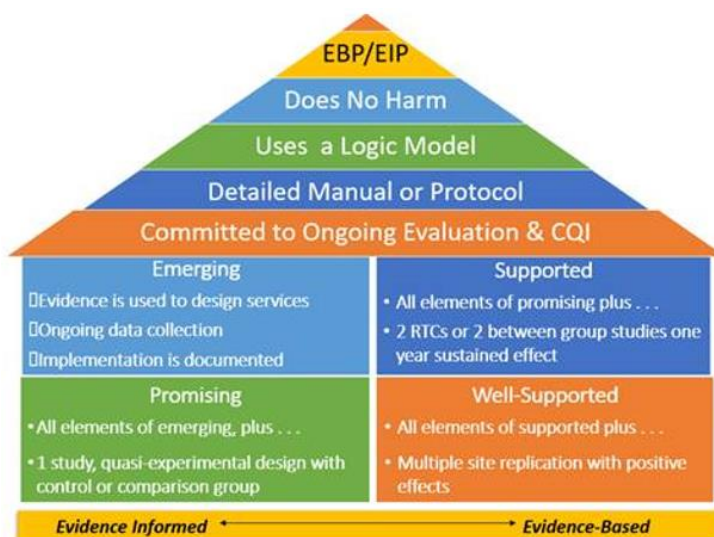 EBP/EIP
Does No Harm
Uses a Logic Model
Detailed Manual or Protocol
Committed to Ongoing Evaluation & CQI
Emerging
▯Evidence is used to design services
▯Ongoing data collection
▯Implementation is documented
Supported
• All elements of promising plus . . .
• 2 RTCs or 2 between group studies one
year sustained effect
Promising
• All elements of emerging, plus . . .
• 1 study, quasi-experimental design with
control or comparison group
Well-Supported
• All elements of supported plus . . .
• Multiple site replication with positive
effects
Evidence Informed
Evidence-Based